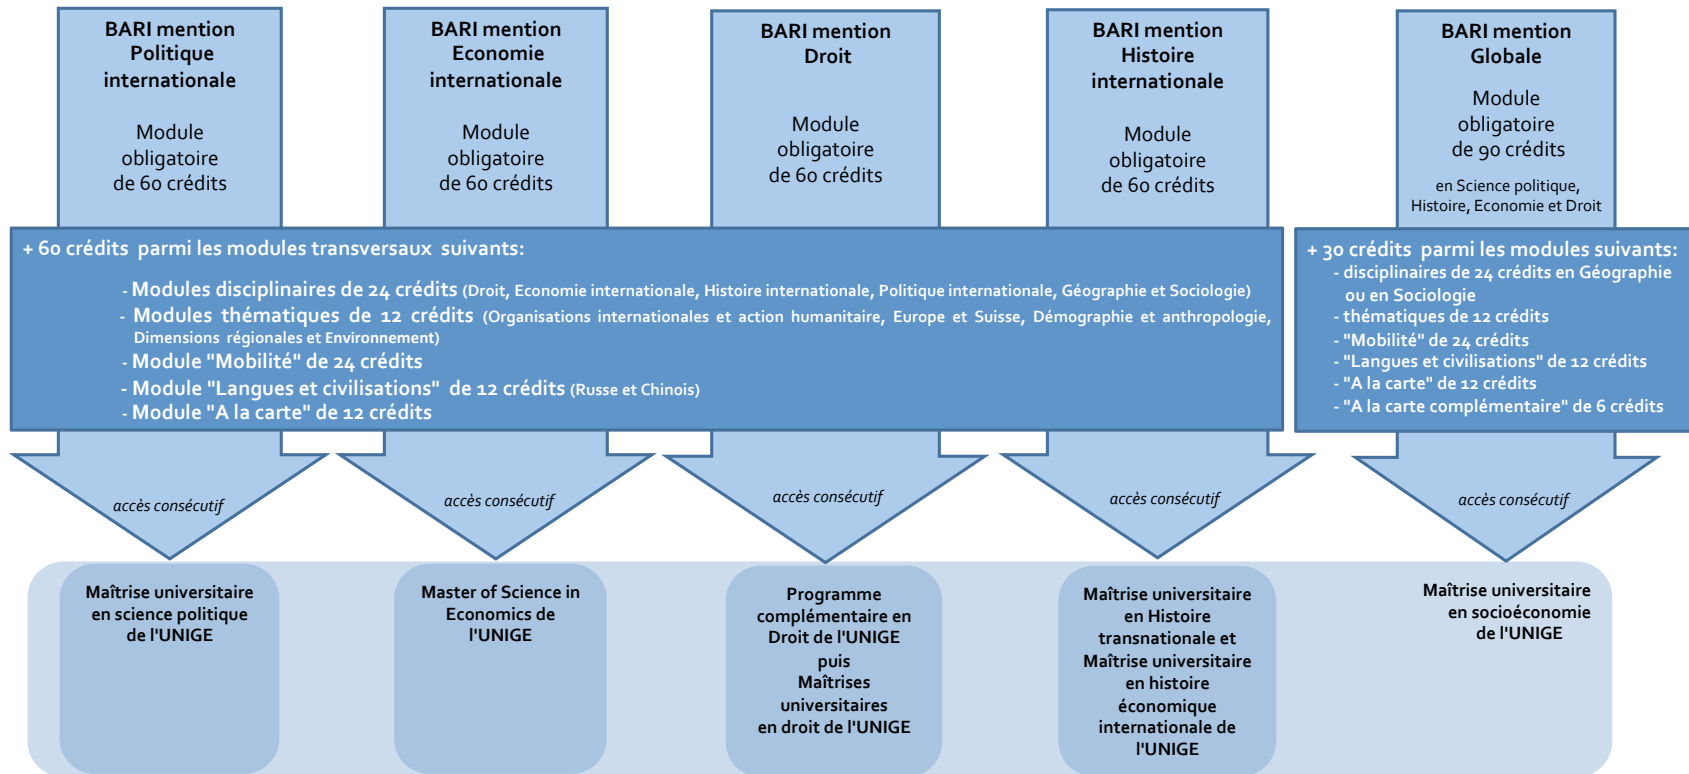 BARI mention
Politique
internationale
Module
obligatoire
de 60 crédits
BARI mention
Economie
internationale
Module
obligatoire
de 60 crédits
BARI mention
Droit
Module
obligatoire
de 60 crédits
BARI mention
Histoire
internationale
Module
obligatoire
de 60 crédits
BARI mention
Globale
Module
obligatoire
de 90 crédits
en Science politique,
Histoire, Economie et Droit
+ 60 crédits parmi les modules transversaux suivants:
- Modules disciplinaires de 24 crédits (Droit, Economie internationale, Histoire internationale, Politique internationale, Géographie et Sociologie)
- Modules thématiques de 12 crédits (Organisations internationales et action humanitaire, Europe et Suisse, Démographie et anthropologie,
Dimensions régionales et Environnement)
- Module "Mobilité" de 24 crédits
- Module "Langues et civilisations" de 12 crédits (Russe et Chinois)
- Module "A la carte" de 12 crédits
+ 30 crédits parmi les modules suivants:
- disciplinaires de 24 crédits en Géographie
ou en Sociologie
- thématiques de 12 crédits
- "Mobilité" de 24 crédits
- "Langues et civilisations" de 12 crédits
- "A la carte" de 12 crédits
- "A la carte complémentaire" de 6 crédits
accès consécutif
accès consécutif
accès consécutif
accès consécutif
accès consécutif
Maîtrise universitaire
en science politique
de l'UNIGE
Master of Science in
Economics de
l'UNIGE
Programme
complémentaire en
Droit de l'UNIGE
puis
Maîtrises
universitaires
en droit de l'UNIGE
Maîtrise universitaire
en Histoire
transnationale et
Maîtrise universitaire
en histoire
économique
internationale de
l'UNIGE
Maîtrise universitaire
en socioéconomie
de l'UNIGE